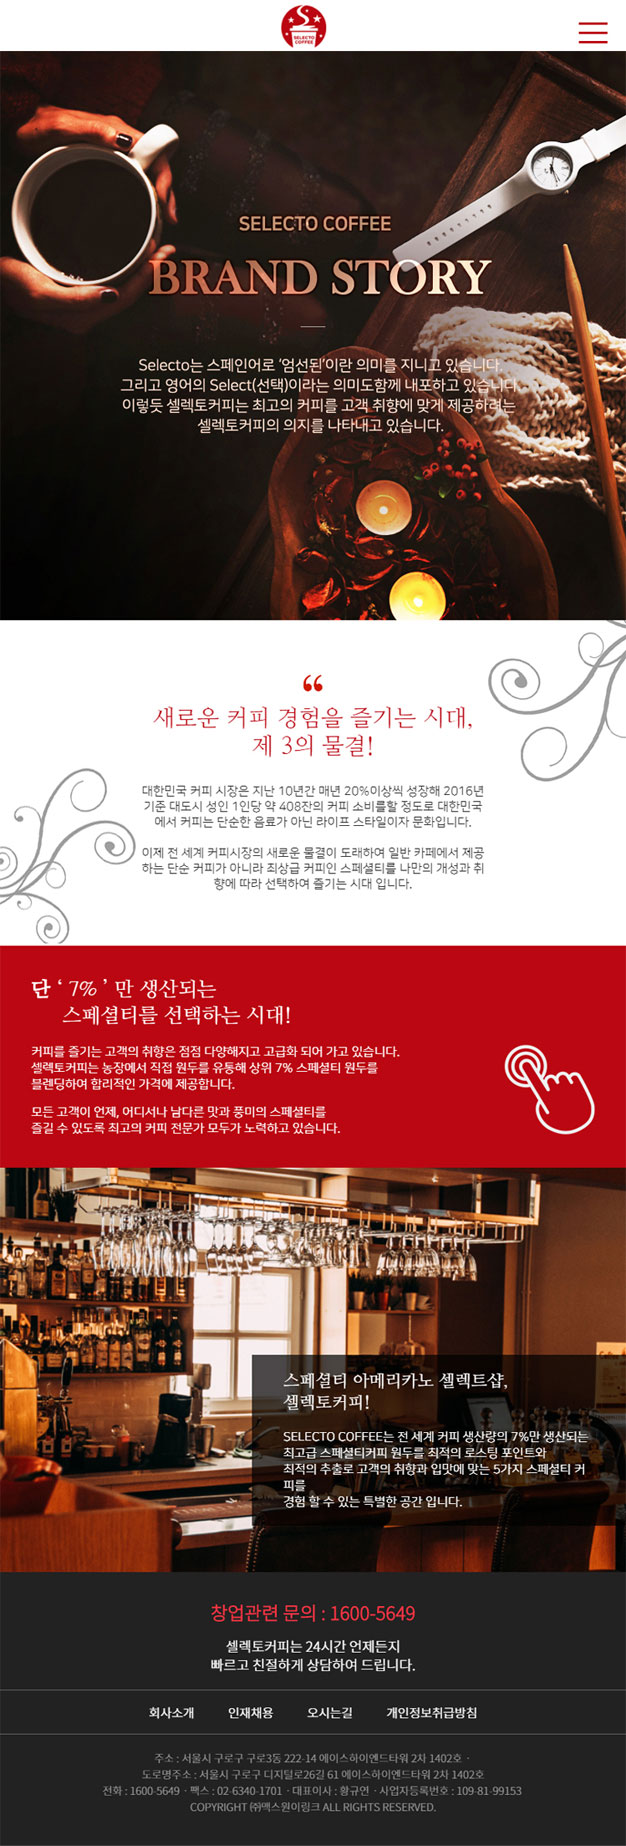 SELECTO
COFFEE
SELECTO COFFEE
BRAND STORY
Selecto는 스페인어로 '엄선된'이란 의미를 지니고 있습니다.
그리고 영어의 Select(선택)이라는 의미도함께 내포하고 있습니다.
이렇듯 셀렉토커피는 최고의 커피를 고객 취향에 맞게 제공하려는
셀렉토커피의 의지를 나타내고 있습니다.
“
새로운 커피 경험을 즐기는 시대,
제 3의 물결!
대한민국 커피 시장은 지난 10년간 매년 20%이상씩 성장해 2016년
기준 대도시 성인 1인당 약 408잔의 커피 소비를할 정도로 대한민국
에서 커피는 단순한 음료가 아닌 라이프 스타일이자 문화입니다.
이제 전 세계 커피시장의 새로운 물결이 도래하여 일반 카페에서 제공
하는 단순 커피가 아니라 최상급 커피인 스페셜티를 나만의 개성과 취
향에 따라 선택하여 즐기는 시대 입니다.
단 ‘ 7% ’ 만 생산되는
스페셜티를 선택하는 시대!
커피를 즐기는 고객의 취향은 점점 다양해지고 고급화 되어 가고 있습니다.
셀렉토커피는 농장에서 직접 원두를 유통해 상위 7% 스페셜티 원두를
블렌딩하여 합리적인 가격에 제공합니다.
모든 고객이 언제, 어디서나 남다른 맛과 풍미의 스페셜티를
즐길 수 있도록 최고의 커피 전문가 모두가 노력하고 있습니다.
스페셜티 아메리카노 셀렉트샵,
셀렉토커피!
SELECTO COFFEE는 전 세계 커피 생산량의 7%만 생산되는
최고급 스페셜티커피 원두를 최적의 로스팅 포인트와
최적의 추출로 고객의 취향과 입맛에 맞는 5가지 스페셜티 커
피를
경험 할 수 있는 특별한 공간 입니다.
창업관련 문의 : 1600-5649
셀렉토커피는 24시간 언제든지
빠르고 친절하게 상담하여 드립니다.
회사소개 인재채용 오시는길 개인정보취급방침
주소 : 서울시 구로구 구로3동 222-14 에이스하이엔드타워 2차 1402호 ·
도로명주소 : 서울시 구로구 디지털로26길 61 에이스하이엔드타워 2차 1402호
전화 : 1600-5649 · 팩스 : 02-6340-1701 · 대표이사 : 황규연 · 사업자등록번호 : 109-81-99153
COPYRIGHT ㈜맥스원이링크 ALL RIGHTS RESERVED.